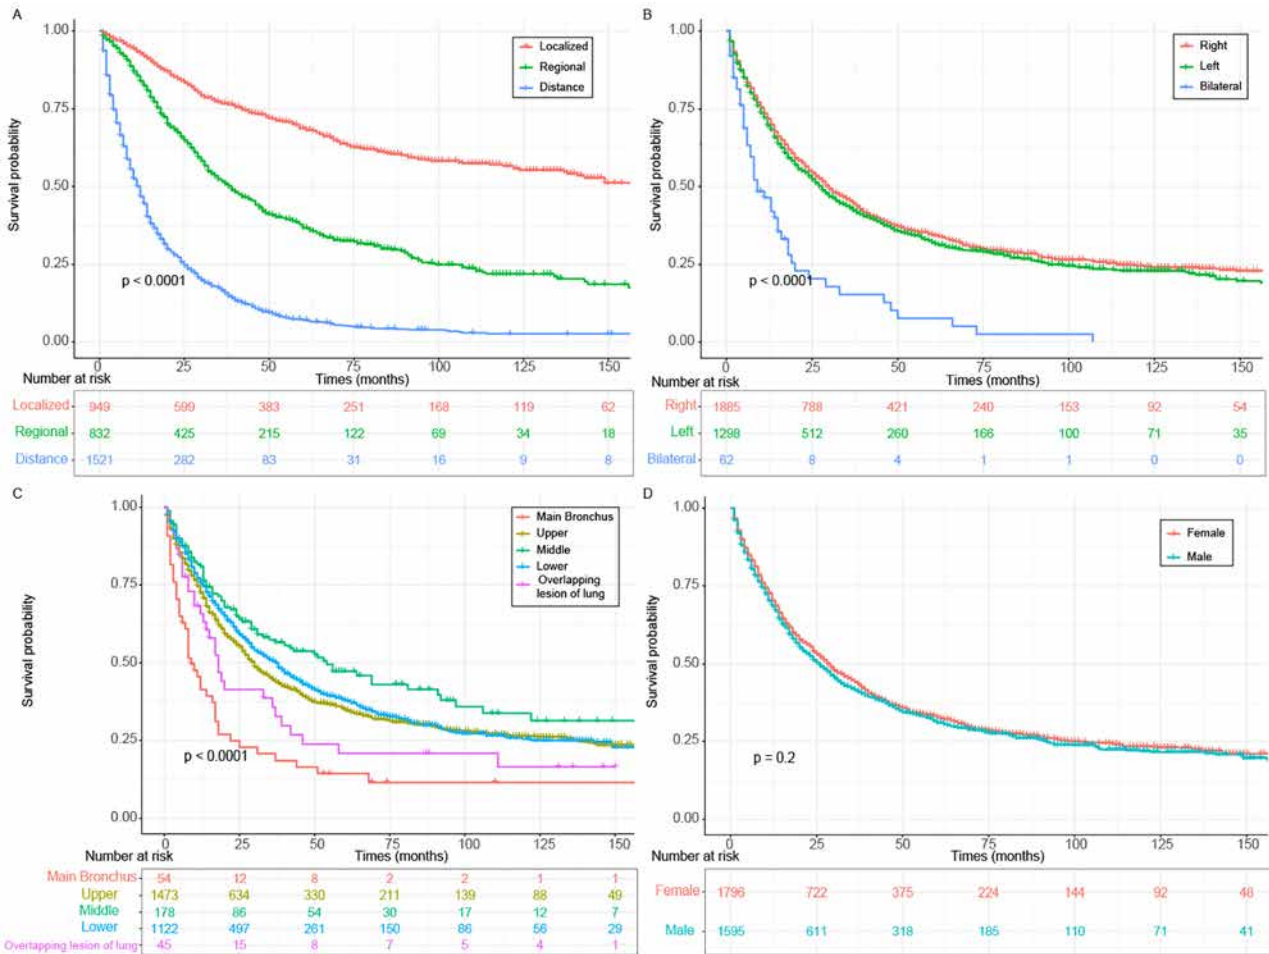 A
1.00
0.75
0.50
0.25
0.00
Survival probability
Localized
Regional
Distance
p < 0.0001
0 25 50 75 100 125 150
Number at risk
Times (months)
Localized 949 599 383 251 168 119 62
Regional 832 425 215 122 69 34 18
Distance 1521 282 83 31 16 9 8
B
1.00
0.75
0.50
0.25
0.00
Survival probability
Right
Left
Bilateral
p < 0.0001
0 25 50 75 100 125 150
Number at risk
Times (months)
Right 1885 788 421 240 153 92 54
Left 1298 512 260 166 100 71 35
Bilateral 62 8 4 1 1 0 0
C
1.00
0.75
0.50
0.25
0.00
Survival probability
Main Bronchus
Upper
Middle
Lower
Overlapping
lesion of lung
p < 0.0001
0 25 50 75 100 125 150
Number at risk
Times (months)
Main Bronchus 54 12 8 2 2 1 1
Upper 1473 634 330 211 139 88 49
Middle 178 86 54 30 17 12 7
Lower 1122 497 261 150 86 56 29
Overlapping lesion of lung 45 15 8 7 5 4 1
D
1.00
0.75
0.50
0.25
0.00
Survival probability
Female
Male
p = 0.2
0 25 50 75 100 125 150
Number at risk
Times (months)
Female 1796 722 375 224 144 92 48
Male 1595 611 318 185 110 71 41